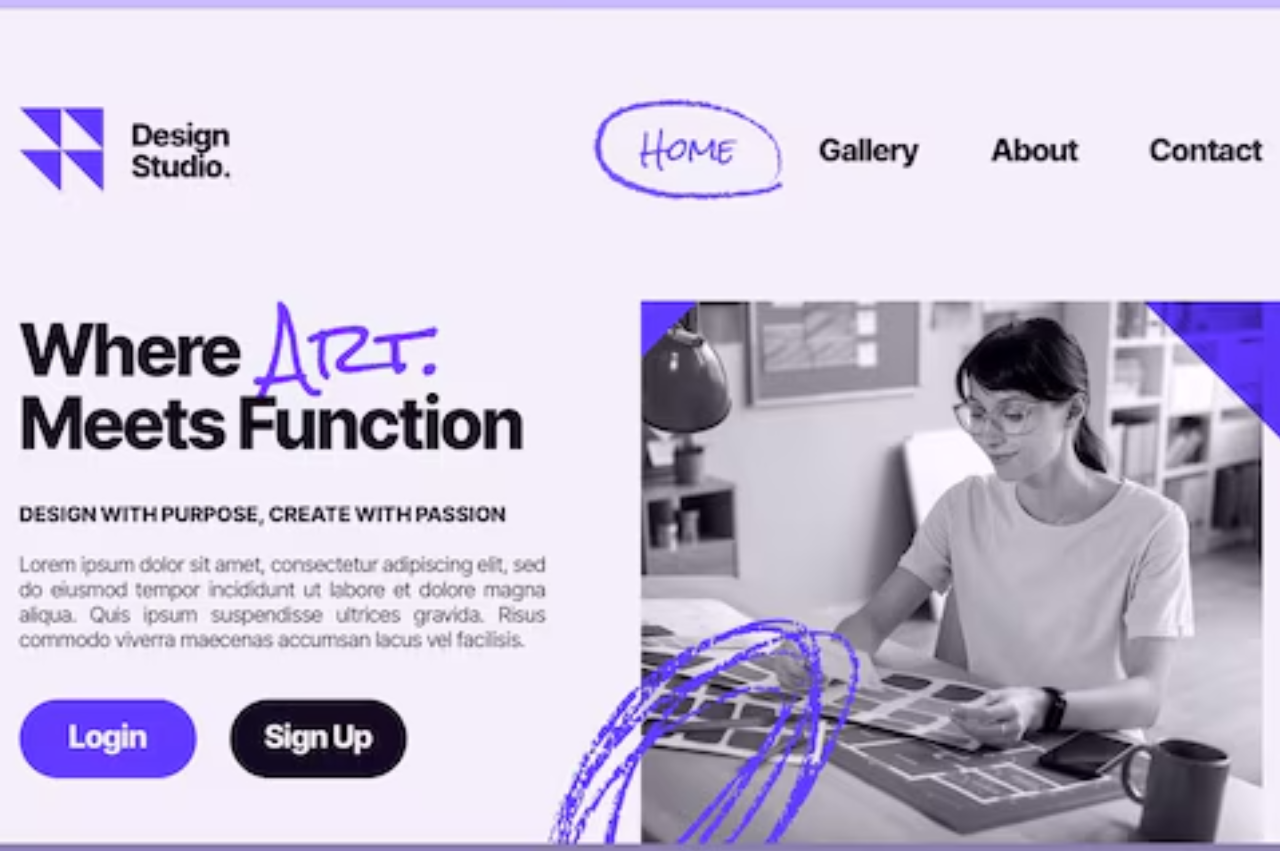 Design
Studio.
HOME Gallery About Contact
Where ART.
Meets Function
DESIGN WITH PURPOSE, CREATE WITH PASSION
Lorem ipsum dolor sit amet, consectetur adipiscing elit, sed
do eiusmod tempor incididunt ut labore et dolore magna
aliqua. Quis ipsum suspendisse ultrices gravida. Risus
commodo viverra maecenas accumsan lacus vel facilisis.
Login Sign Up